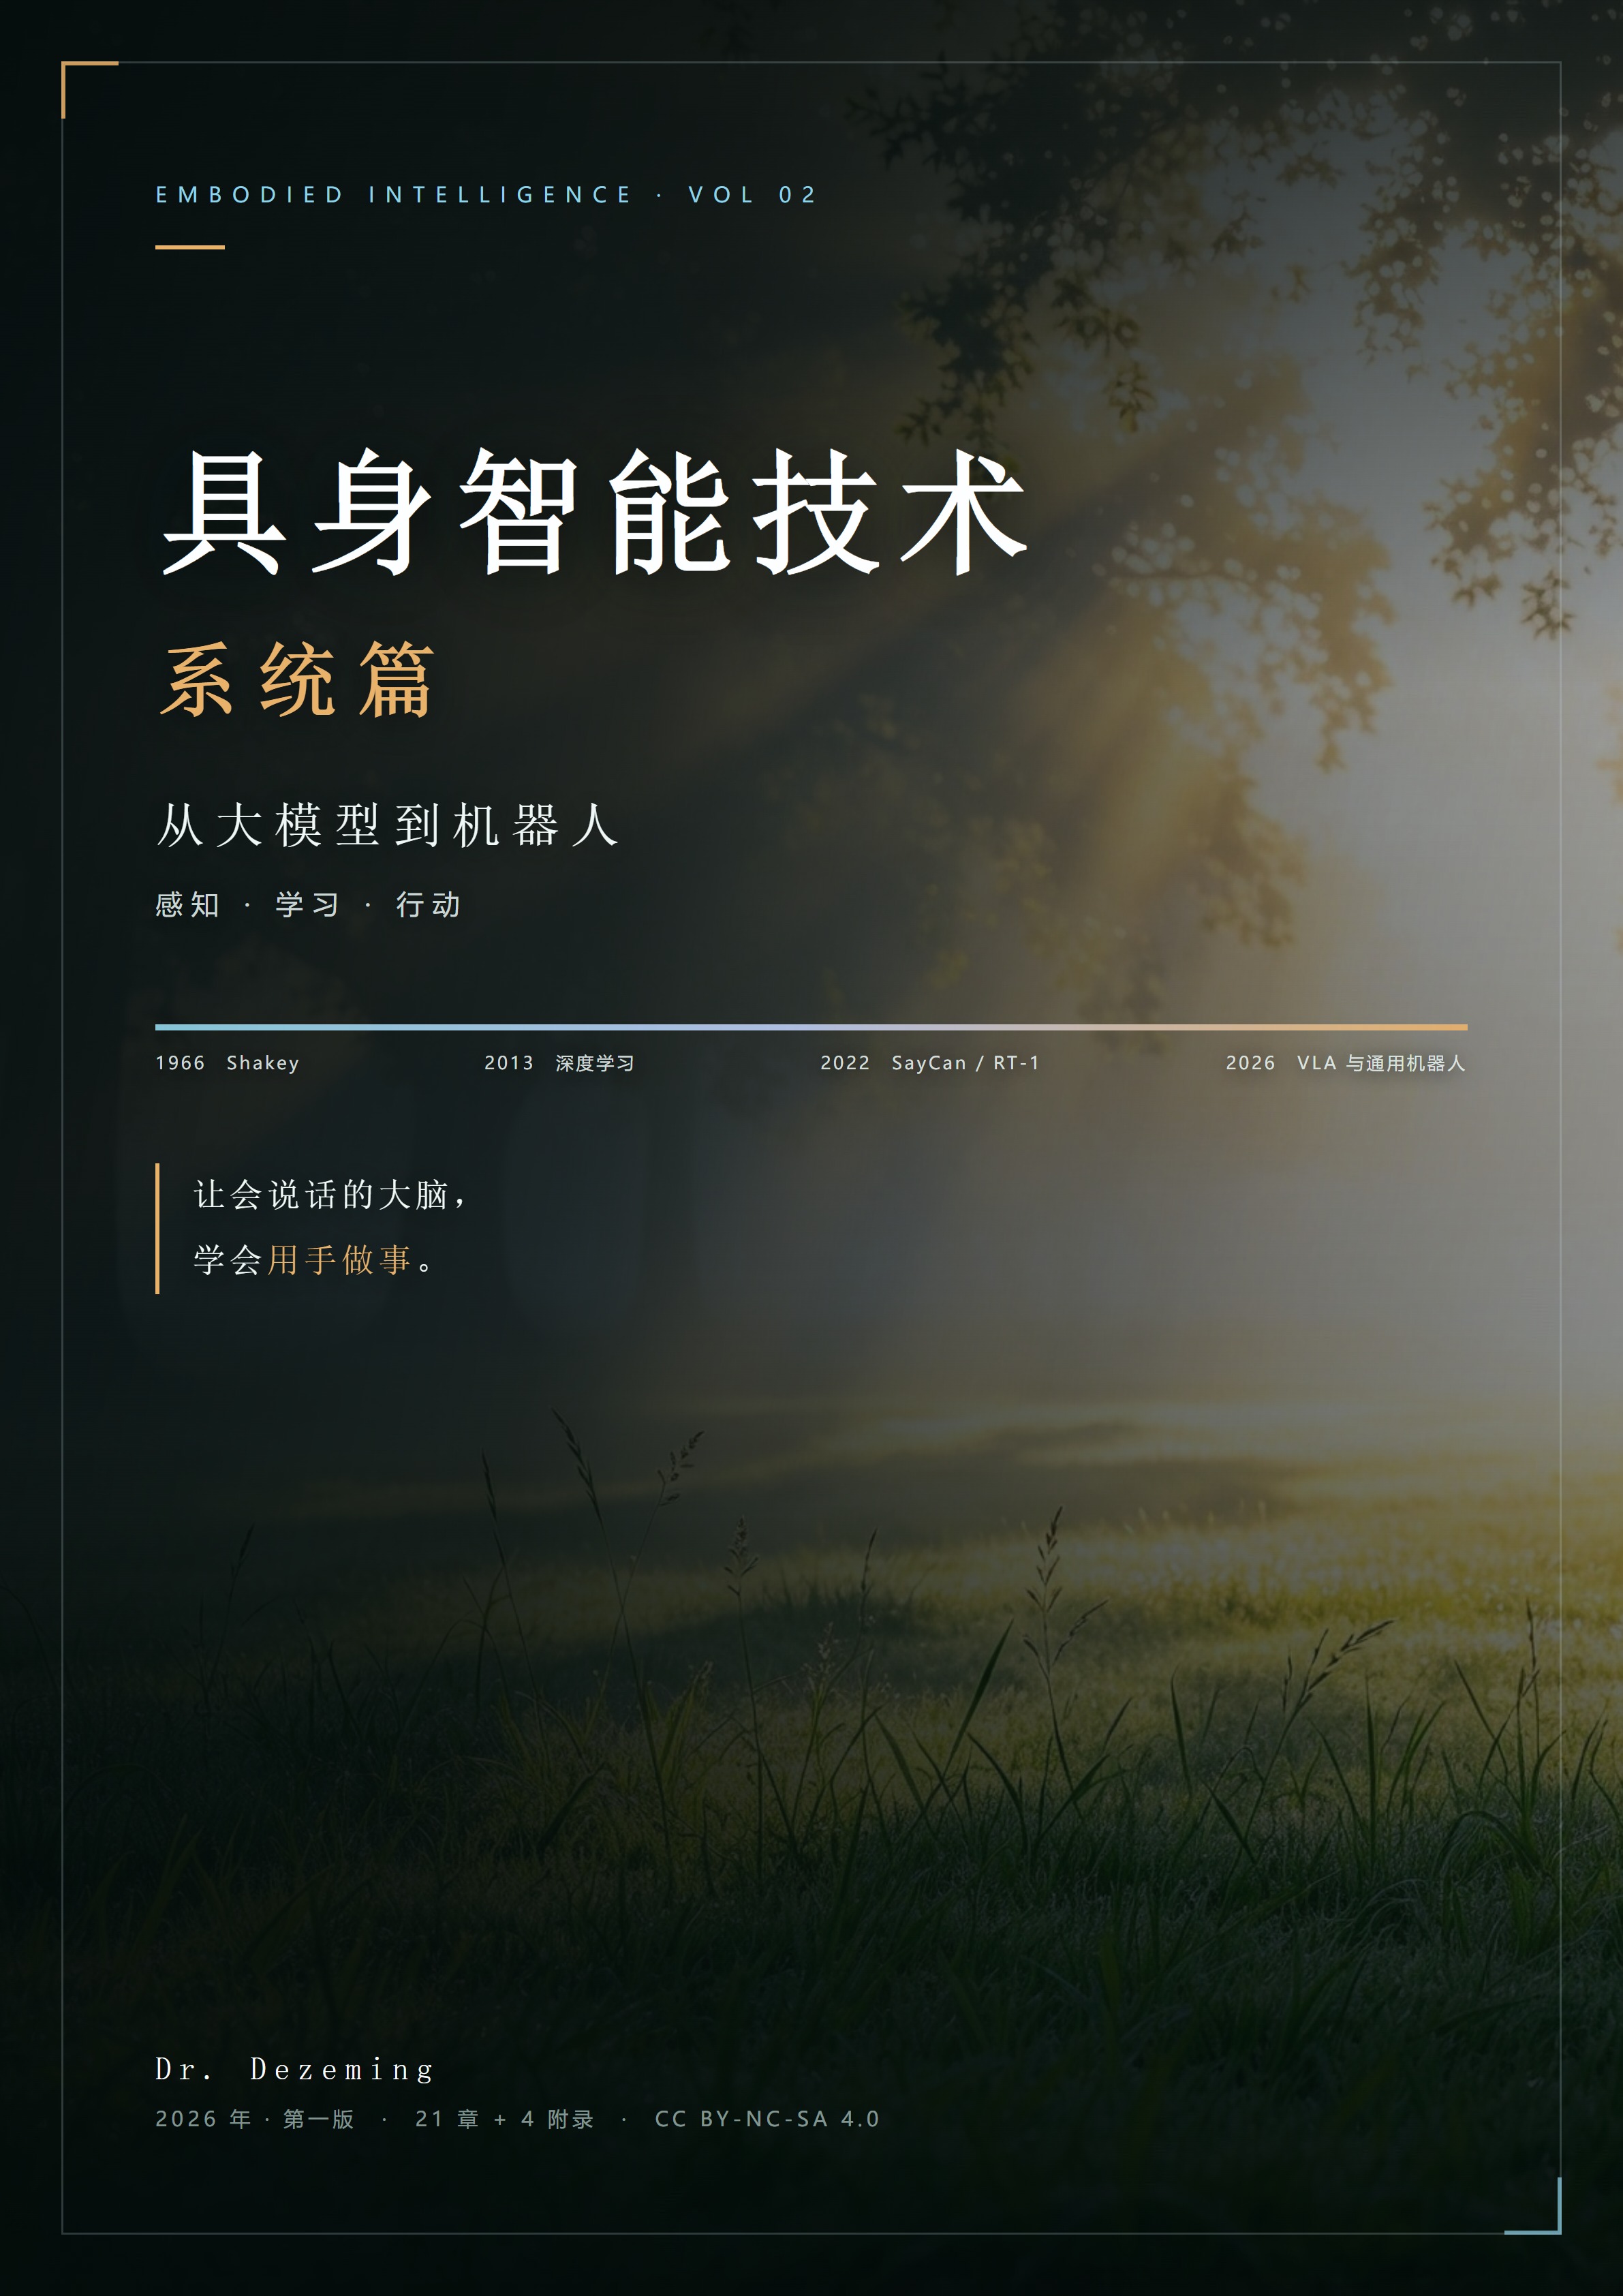 EMBODIED INTELLIGENCE · VOL 02
具身智能技术
系统篇
从大模型到机器人
感知 · 学习 · 行动
1966 Shakey 2013 深度学习 2022 SayCan / RT-1 2026 VLA 与通用机器人
让会说话的大脑，
学会用手做事。
Dr. Dezeming
2026 年 · 第一版 · 21 章 + 4 附录 · CC BY-NC-SA 4.0